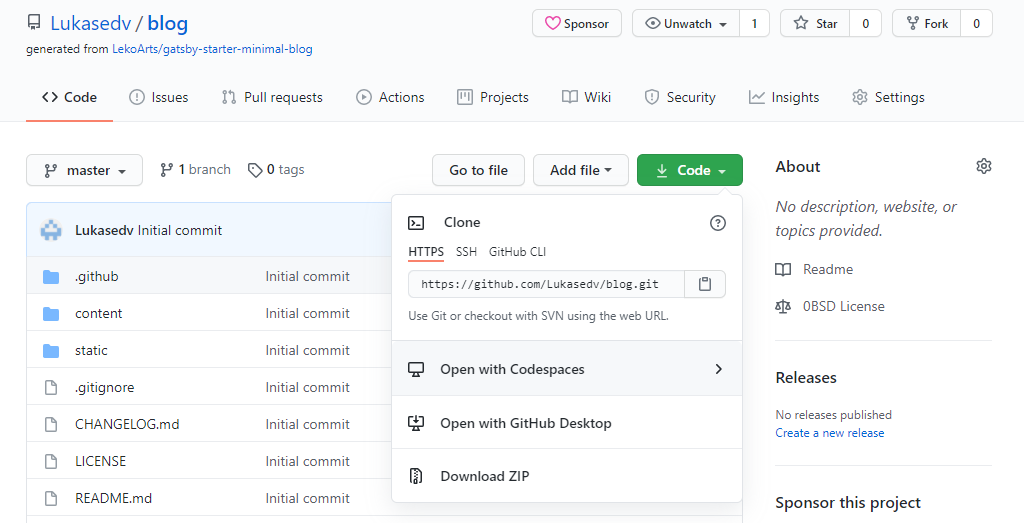 Lukasedv / blog
Sponsor Unwatch 1 Star 0 Fork 0
generated from LekoArts/gatsby-starter-minimal-blog
Code Issues Pull requests Actions Projects Wiki Security Insights Settings
master 1 branch 0 tags Go to file Add file Code
Lukasedv Initial commit
.github Initial commit
content Initial commit
static Initial commit
.gitignore Initial commit
CHANGELOG.md Initial commit
LICENSE Initial commit
README.md Initial commit
Clone
HTTPS SSH GitHub CLI
https://github.com/Lukasedv/blog.git
Use Git or checkout with SVN using the web URL.
Open with Codespaces
Open with GitHub Desktop
Download ZIP
About
No description, website, or
topics provided.
Readme
0BSD License
Releases
No releases published
Create a new release
Sponsor this project